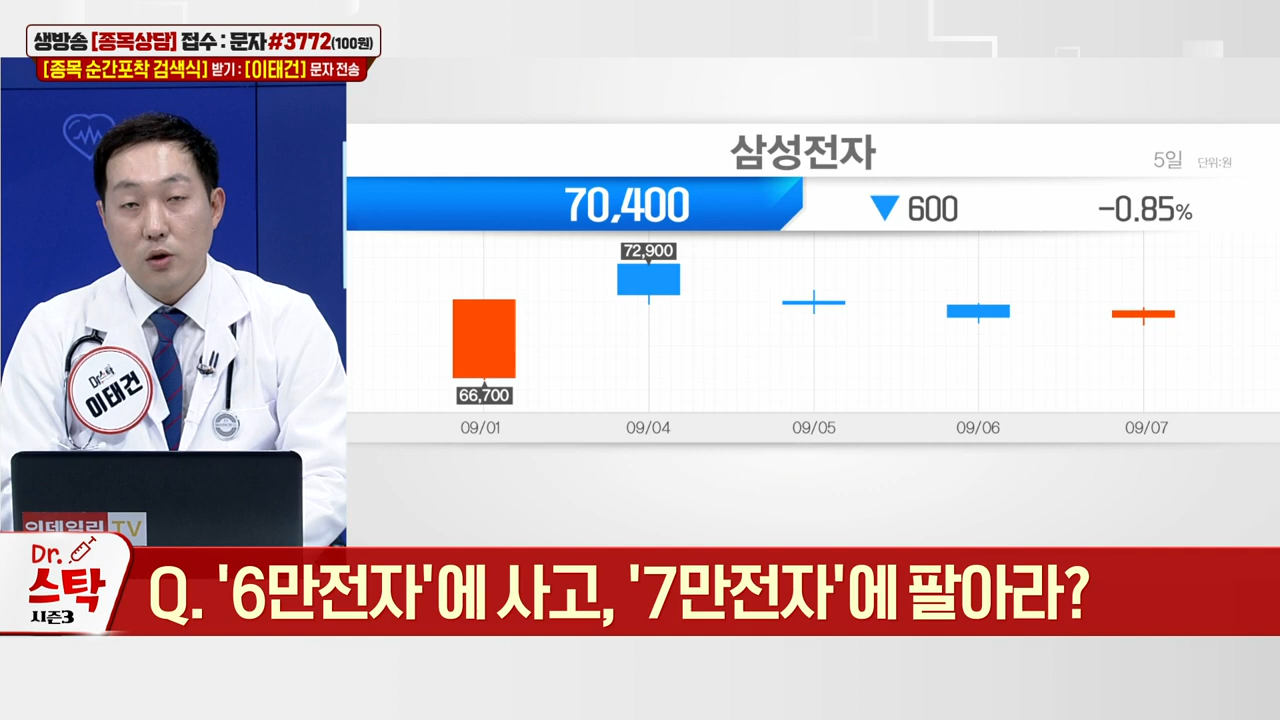 생방송 [종목상담] 접수 : 문자#3772(100원)
[종목 순간포착 검색식] 받기 : [이태건] 문자 전송
삼성전자
5일 단위:원
70,400 ▼ 600 -0.85%
72,900
66,700
09/01 09/04 09/05 09/06 09/07
Dr.스탁
이태건
이데일리 TV
Dr.
스탁
시즌3
Q. '6만전자'에 사고, '7만전자'에 팔아라?